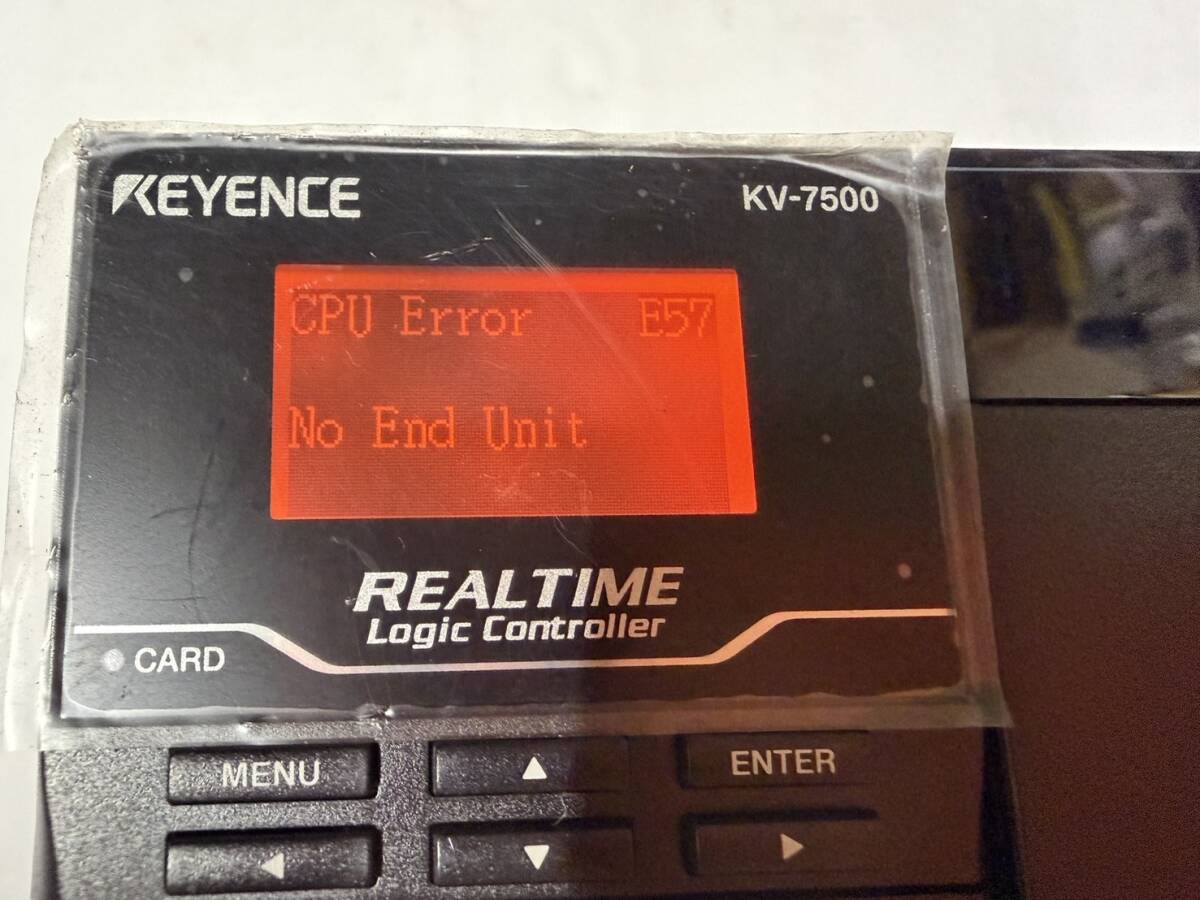 KEYENCE
KV-7500
CPU Error E57
No End Unit
REALTIME
Logic Controller
CARD
MENU
ENTER